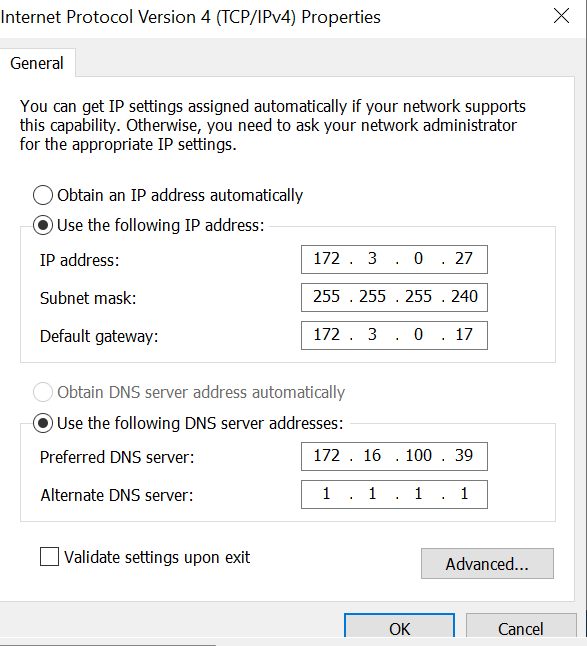 Internet Protocol Version 4 (TCP/IPv4) Properties
General
You can get IP settings assigned automatically if your network supports
this capability. Otherwise, you need to ask your network administrator
for the appropriate IP settings.
Obtain an IP address automatically
Use the following IP address:
IP address: 172 . 3 . 0 . 27
Subnet mask: 255 . 255 . 255 . 240
Default gateway: 172 . 3 . 0 . 17
Obtain DNS server address automatically
Use the following DNS server addresses:
Preferred DNS server: 172 . 16 . 100 . 39
Alternate DNS server: 1 . 1 . 1 . 1
Validate settings upon exit
Advanced...
OK Cancel